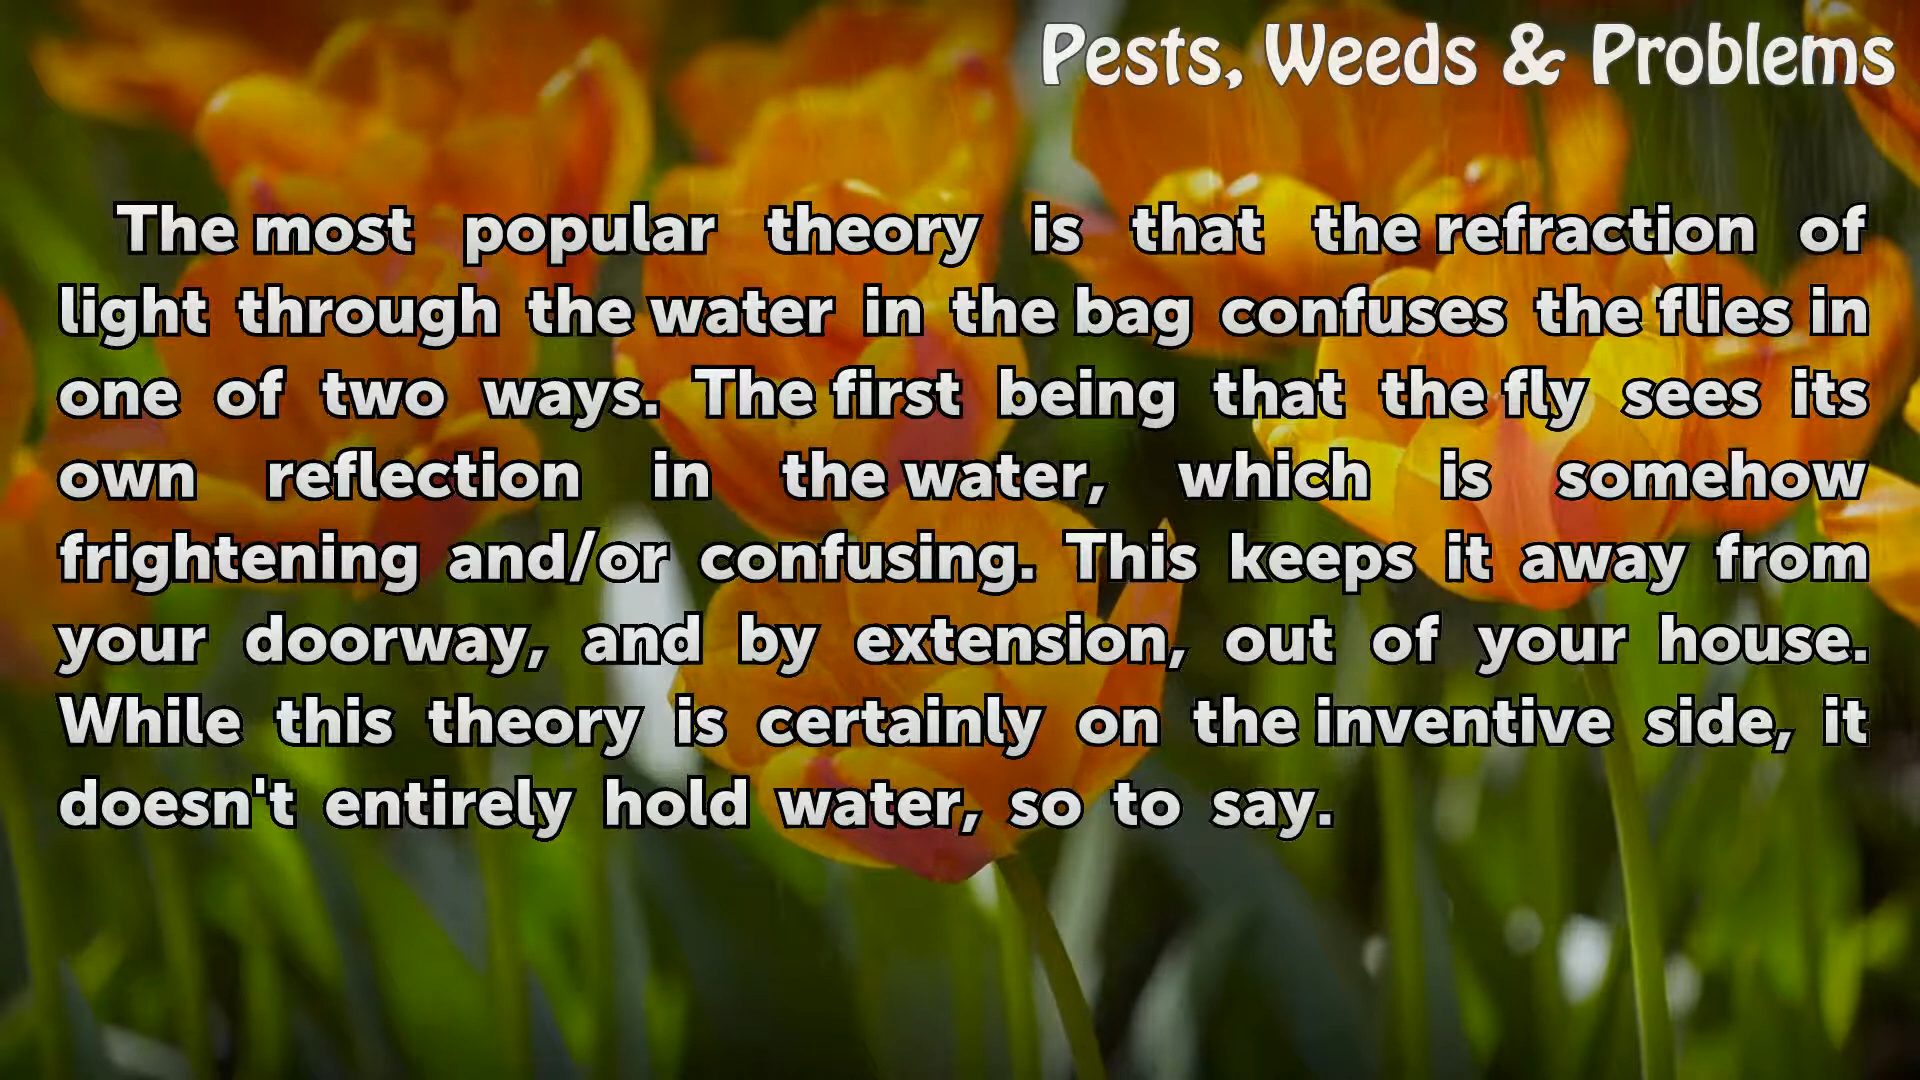 Pests, Weeds & Problems
The most popular theory is that the refraction of
light through the water in the bag confuses the flies in
one of two ways. The first being that the fly sees its
own reflection in the water, which is somehow
frightening and/or confusing. This keeps it away from
your doorway, and by extension, out of your house.
While this theory is certainly on the inventive side, it
doesn't entirely hold water, so to say.